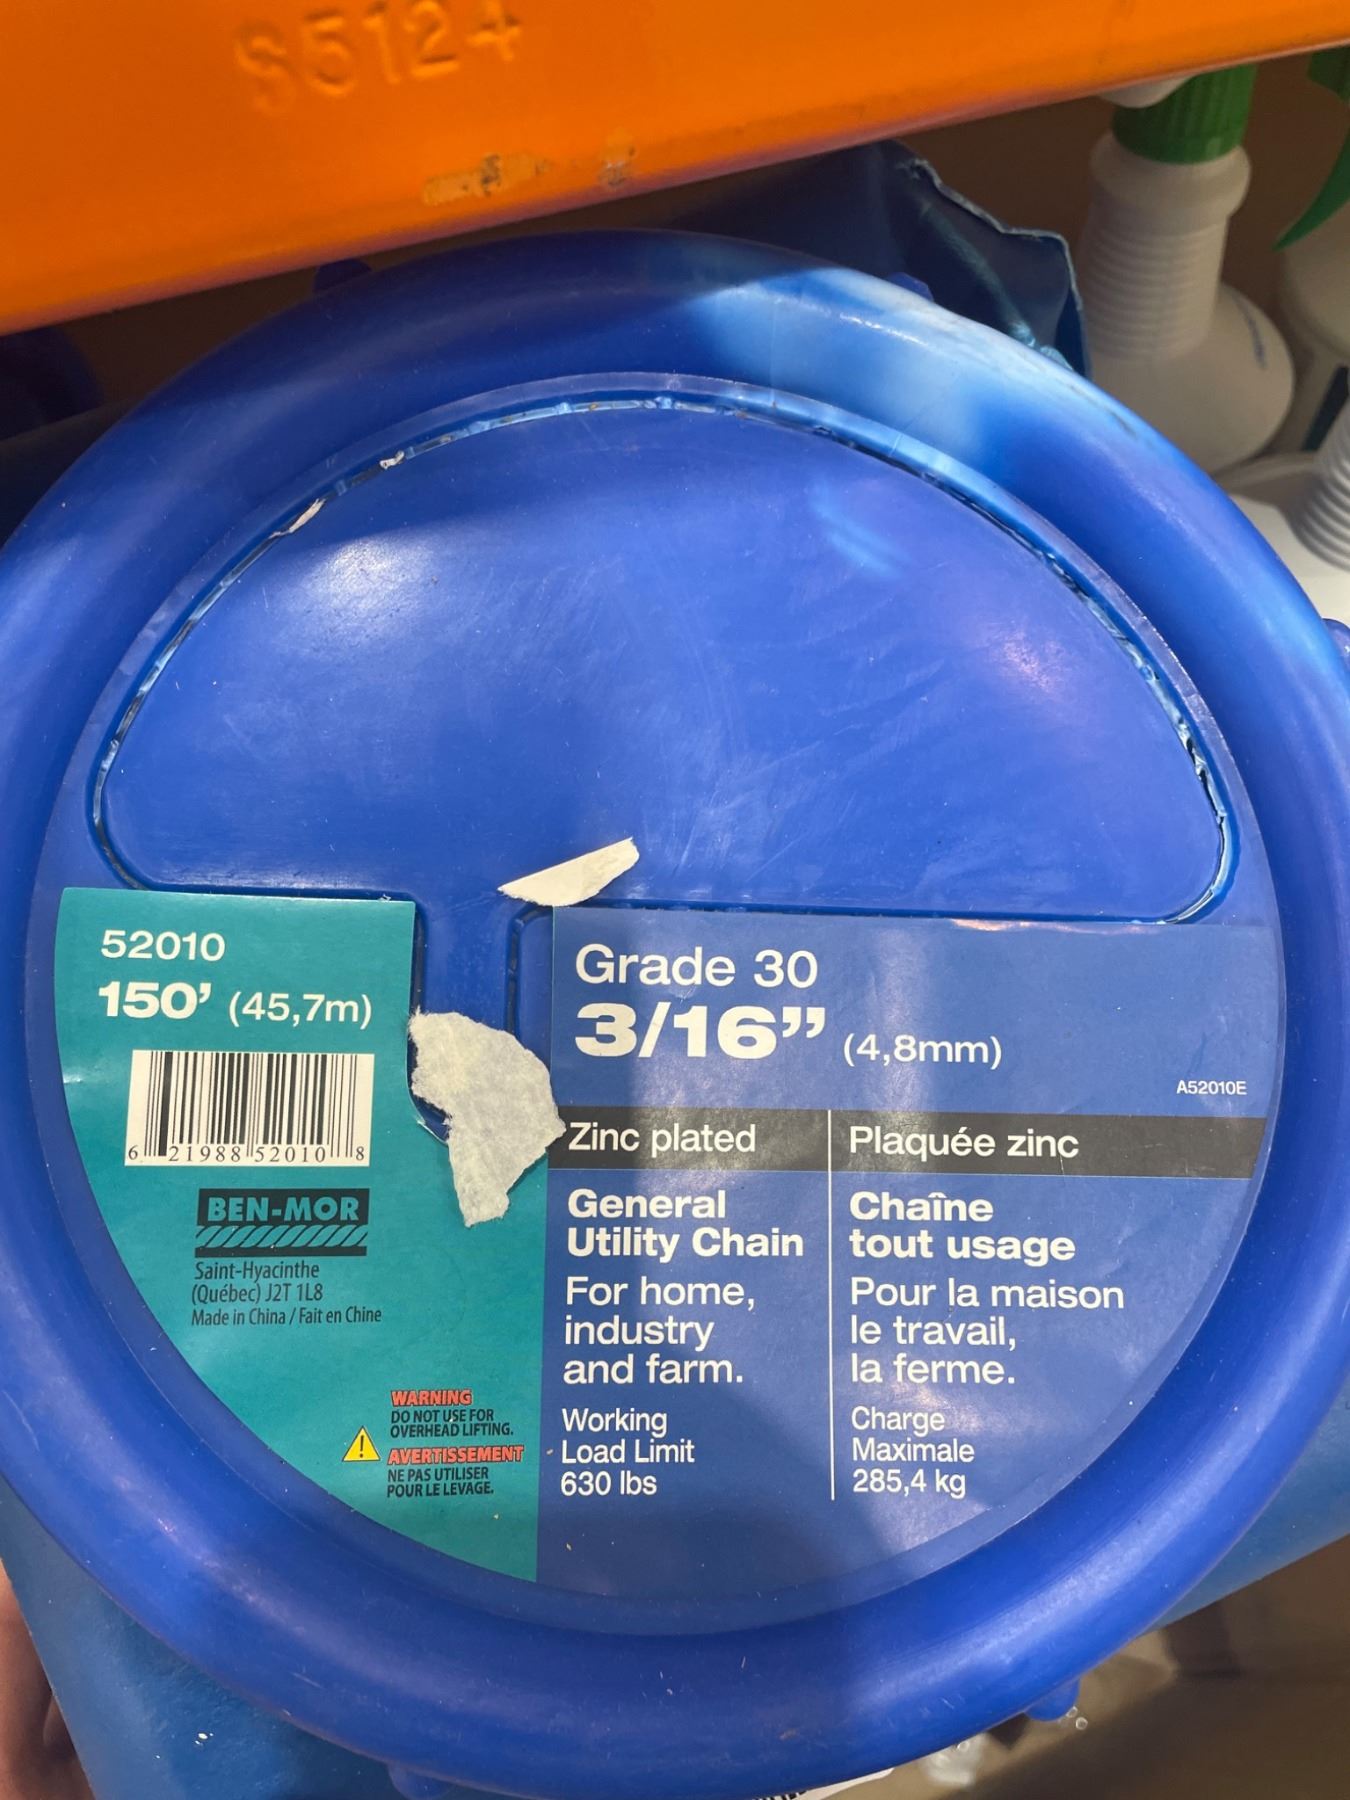 S5124
52010
150’ (45,7m)
6 21988 52010 8
BEN-MOR
Saint-Hyacinthe
(Québec) J2T 1L8
Made in China / Fait en Chine
WARNING
DO NOT USE FOR
OVERHEAD LIFTING.
AVERTISSEMENT
NE PAS UTILISER
POUR LE LEVAGE.
Grade 30
3/16” (4,8mm)
A52010E
Zinc plated
General
Utility Chain
For home,
industry
and farm.
Working
Load Limit
630 lbs
Plaquée zinc
Chaîne
tout usage
Pour la maison
le travail,
la ferme.
Charge
Maximale
285,4 kg